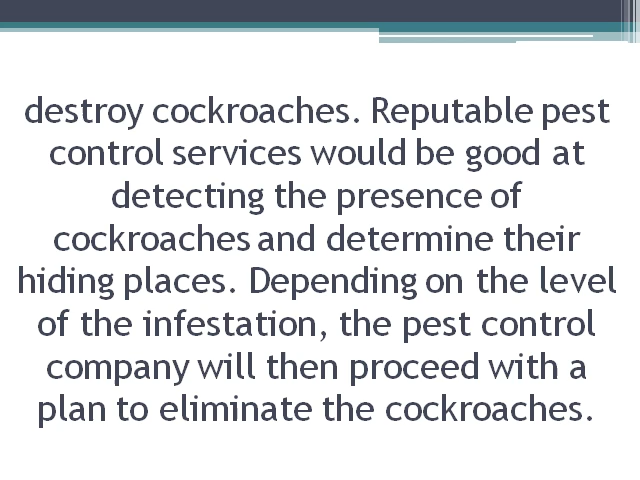 destroy cockroaches. Reputable pest
control services would be good at
detecting the presence of
cockroaches and determine their
hiding places. Depending on the level
of the infestation, the pest control
company will then proceed with a
plan to eliminate the cockroaches.